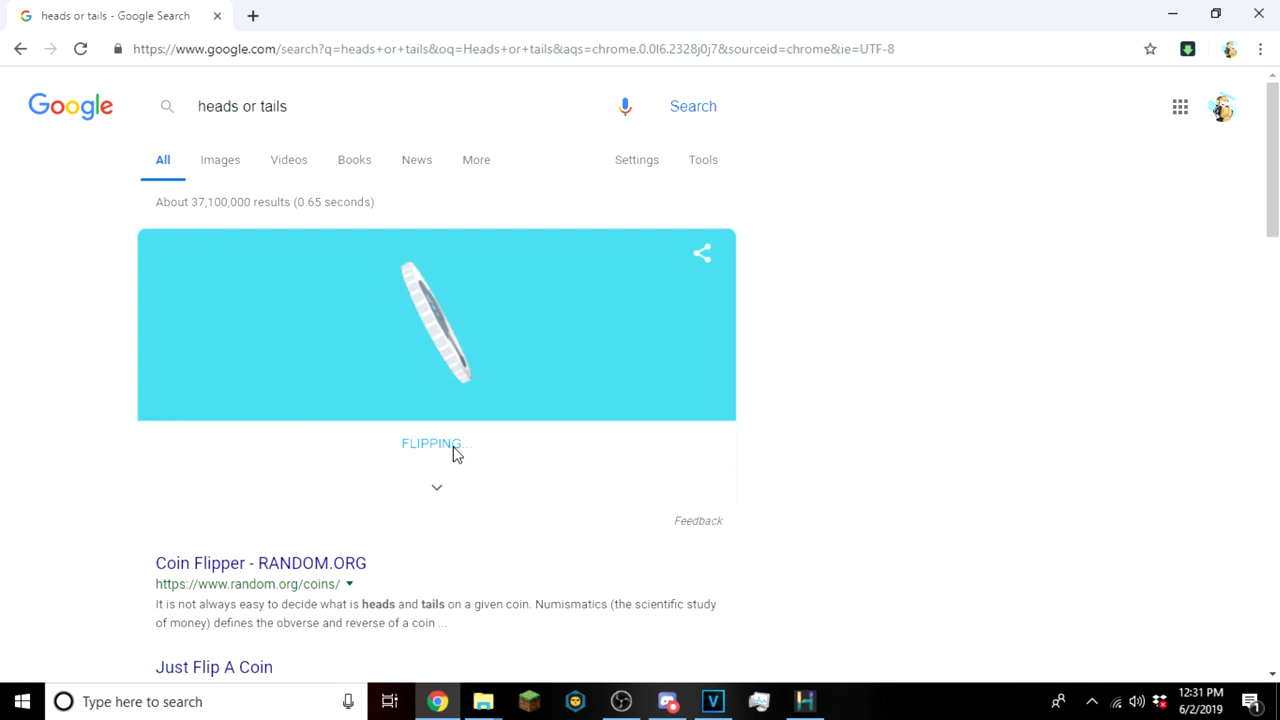 heads or tails - Google Search
https://www.google.com/search?q=heads+or+tails&oq=Heads+or+tails&aqs=chrome.0.0l6.2328j0j7&sourceid=chrome&ie=UTF-8
Google
heads or tails
Search
All Images Videos Books News More Settings Tools
About 37,100,000 results (0.65 seconds)
FLIPPING...
Feedback
Coin Flipper - RANDOM.ORG
https://www.random.org/coins/
It is not always easy to decide what is heads and tails on a given coin. Numismatics (the scientific study
of money) defines the obverse and reverse of a coin ...
Just Flip A Coin
Type here to search
V
H
12:31 PM
6/2/2019
1